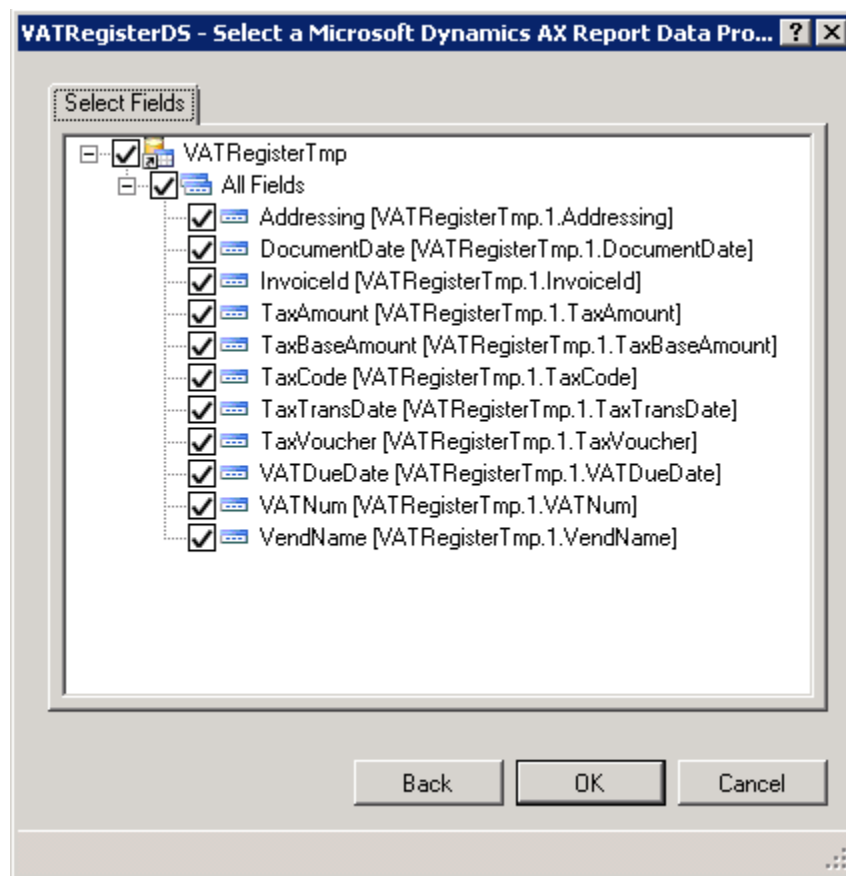 VATRegisterDS - Select a Microsoft Dynamics AX Report Data Pro...
Select Fields
VATRegisterTmp
All Fields
Addressing [VATRegisterTmp.1.Addressing]
DocumentDate [VATRegisterTmp.1.DocumentDate]
InvoiceId [VATRegisterTmp.1.InvoiceId]
TaxAmount [VATRegisterTmp.1.TaxAmount]
TaxBaseAmount [VATRegisterTmp.1.TaxBaseAmount]
TaxCode [VATRegisterTmp.1.TaxCode]
TaxTransDate [VATRegisterTmp.1.TaxTransDate]
TaxVoucher [VATRegisterTmp.1.TaxVoucher]
VATDueDate [VATRegisterTmp.1.VATDueDate]
VATNum [VATRegisterTmp.1.VATNum]
VendName [VATRegisterTmp.1.VendName]
Back OK Cancel